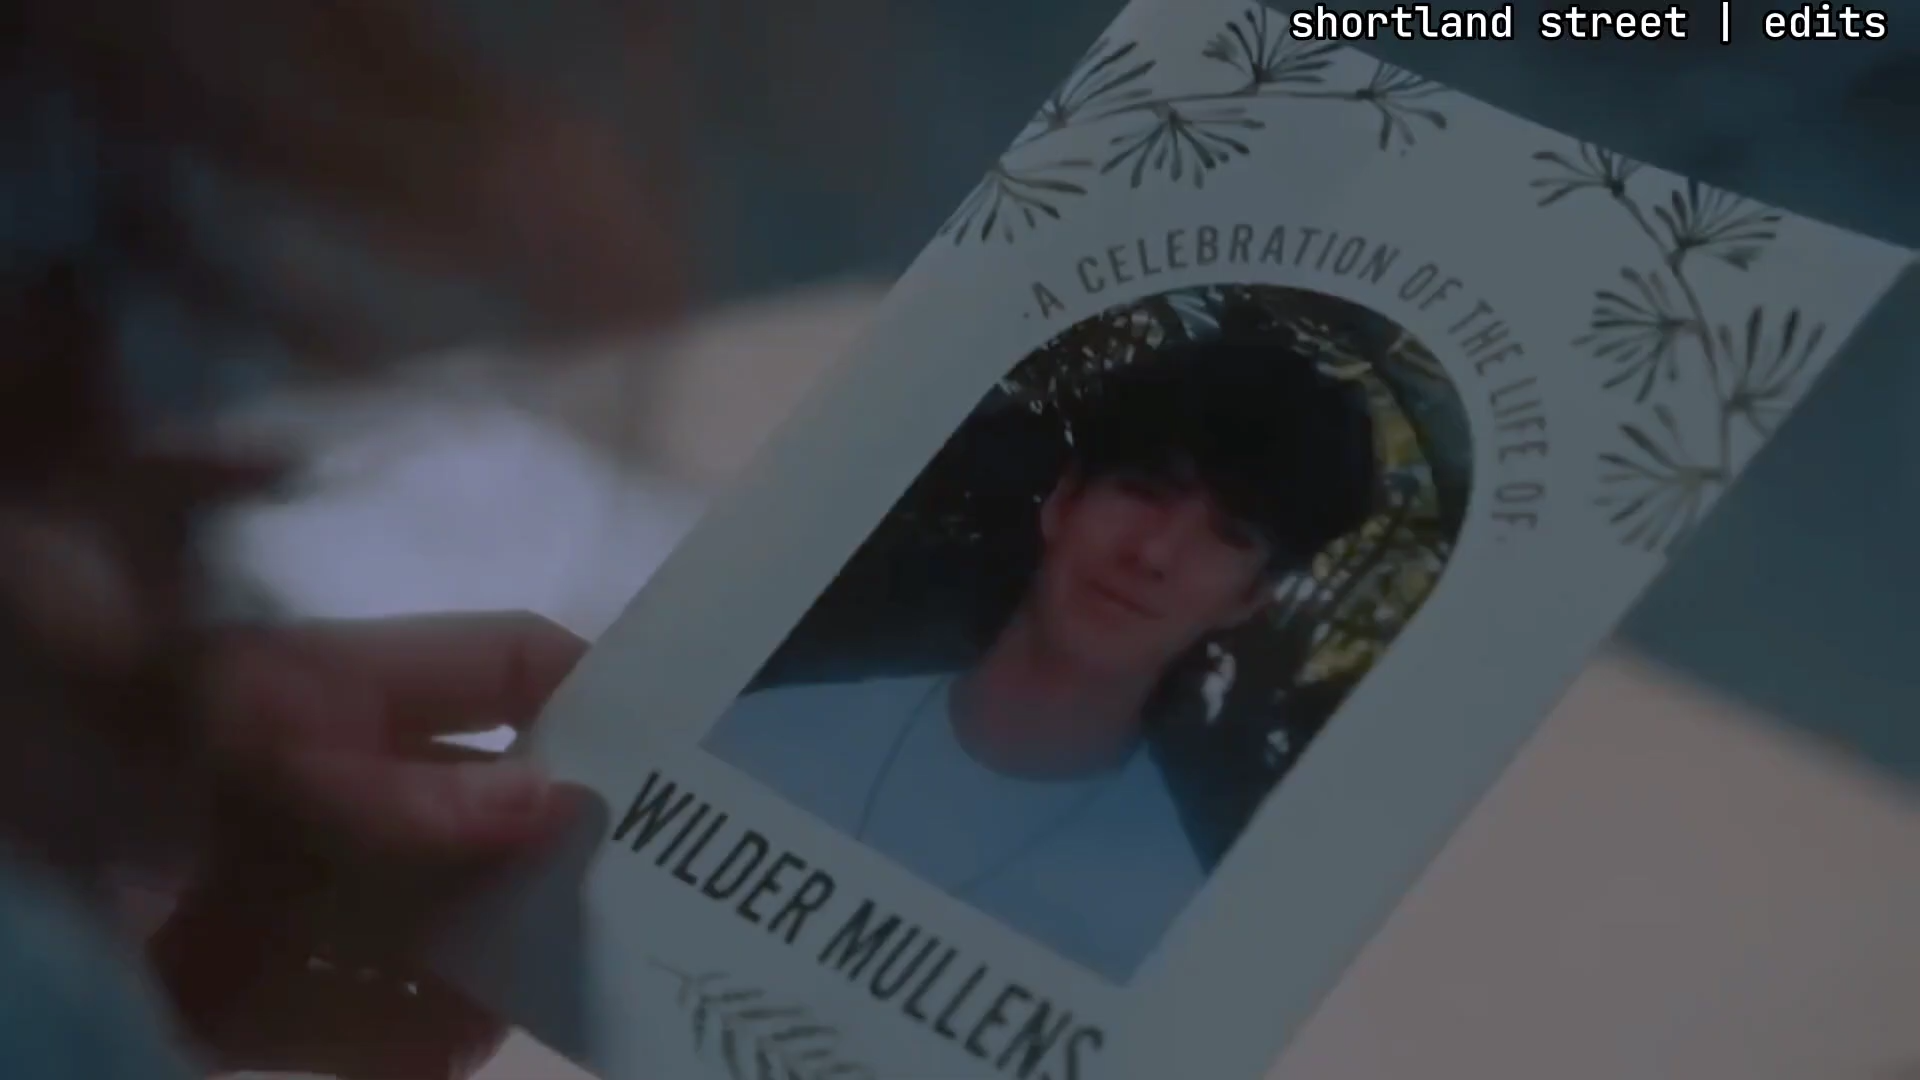 shortland street | edits
· A CELEBRATION OF THE LIFE OF ·
WILDER MULLENS